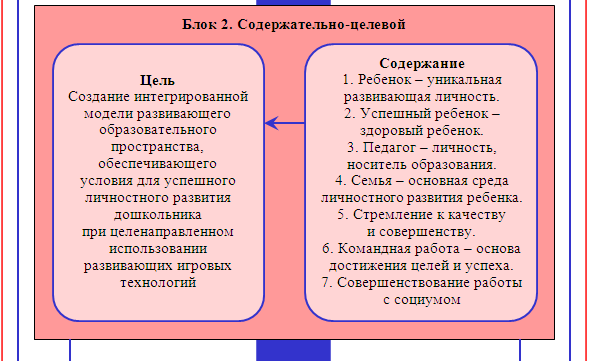 Блок 2. Содержательно-целевой
Цель
Создание интегрированной
модели развивающего
образовательного
пространства,
обеспечивающего
условия для успешного
личностного развития
дошкольника
при целенаправленном
использовании
развивающих игровых
технологий
Содержание
1. Ребенок – уникальная
развивающая личность.
2. Успешный ребенок –
здоровый ребенок.
3. Педагог – личность,
носитель образования.
4. Семья – основная среда
личностного развития ребенка.
5. Стремление к качеству
и совершенству.
6. Командная работа – основа
достижения целей и успеха.
7. Совершенствование работы
с социумом